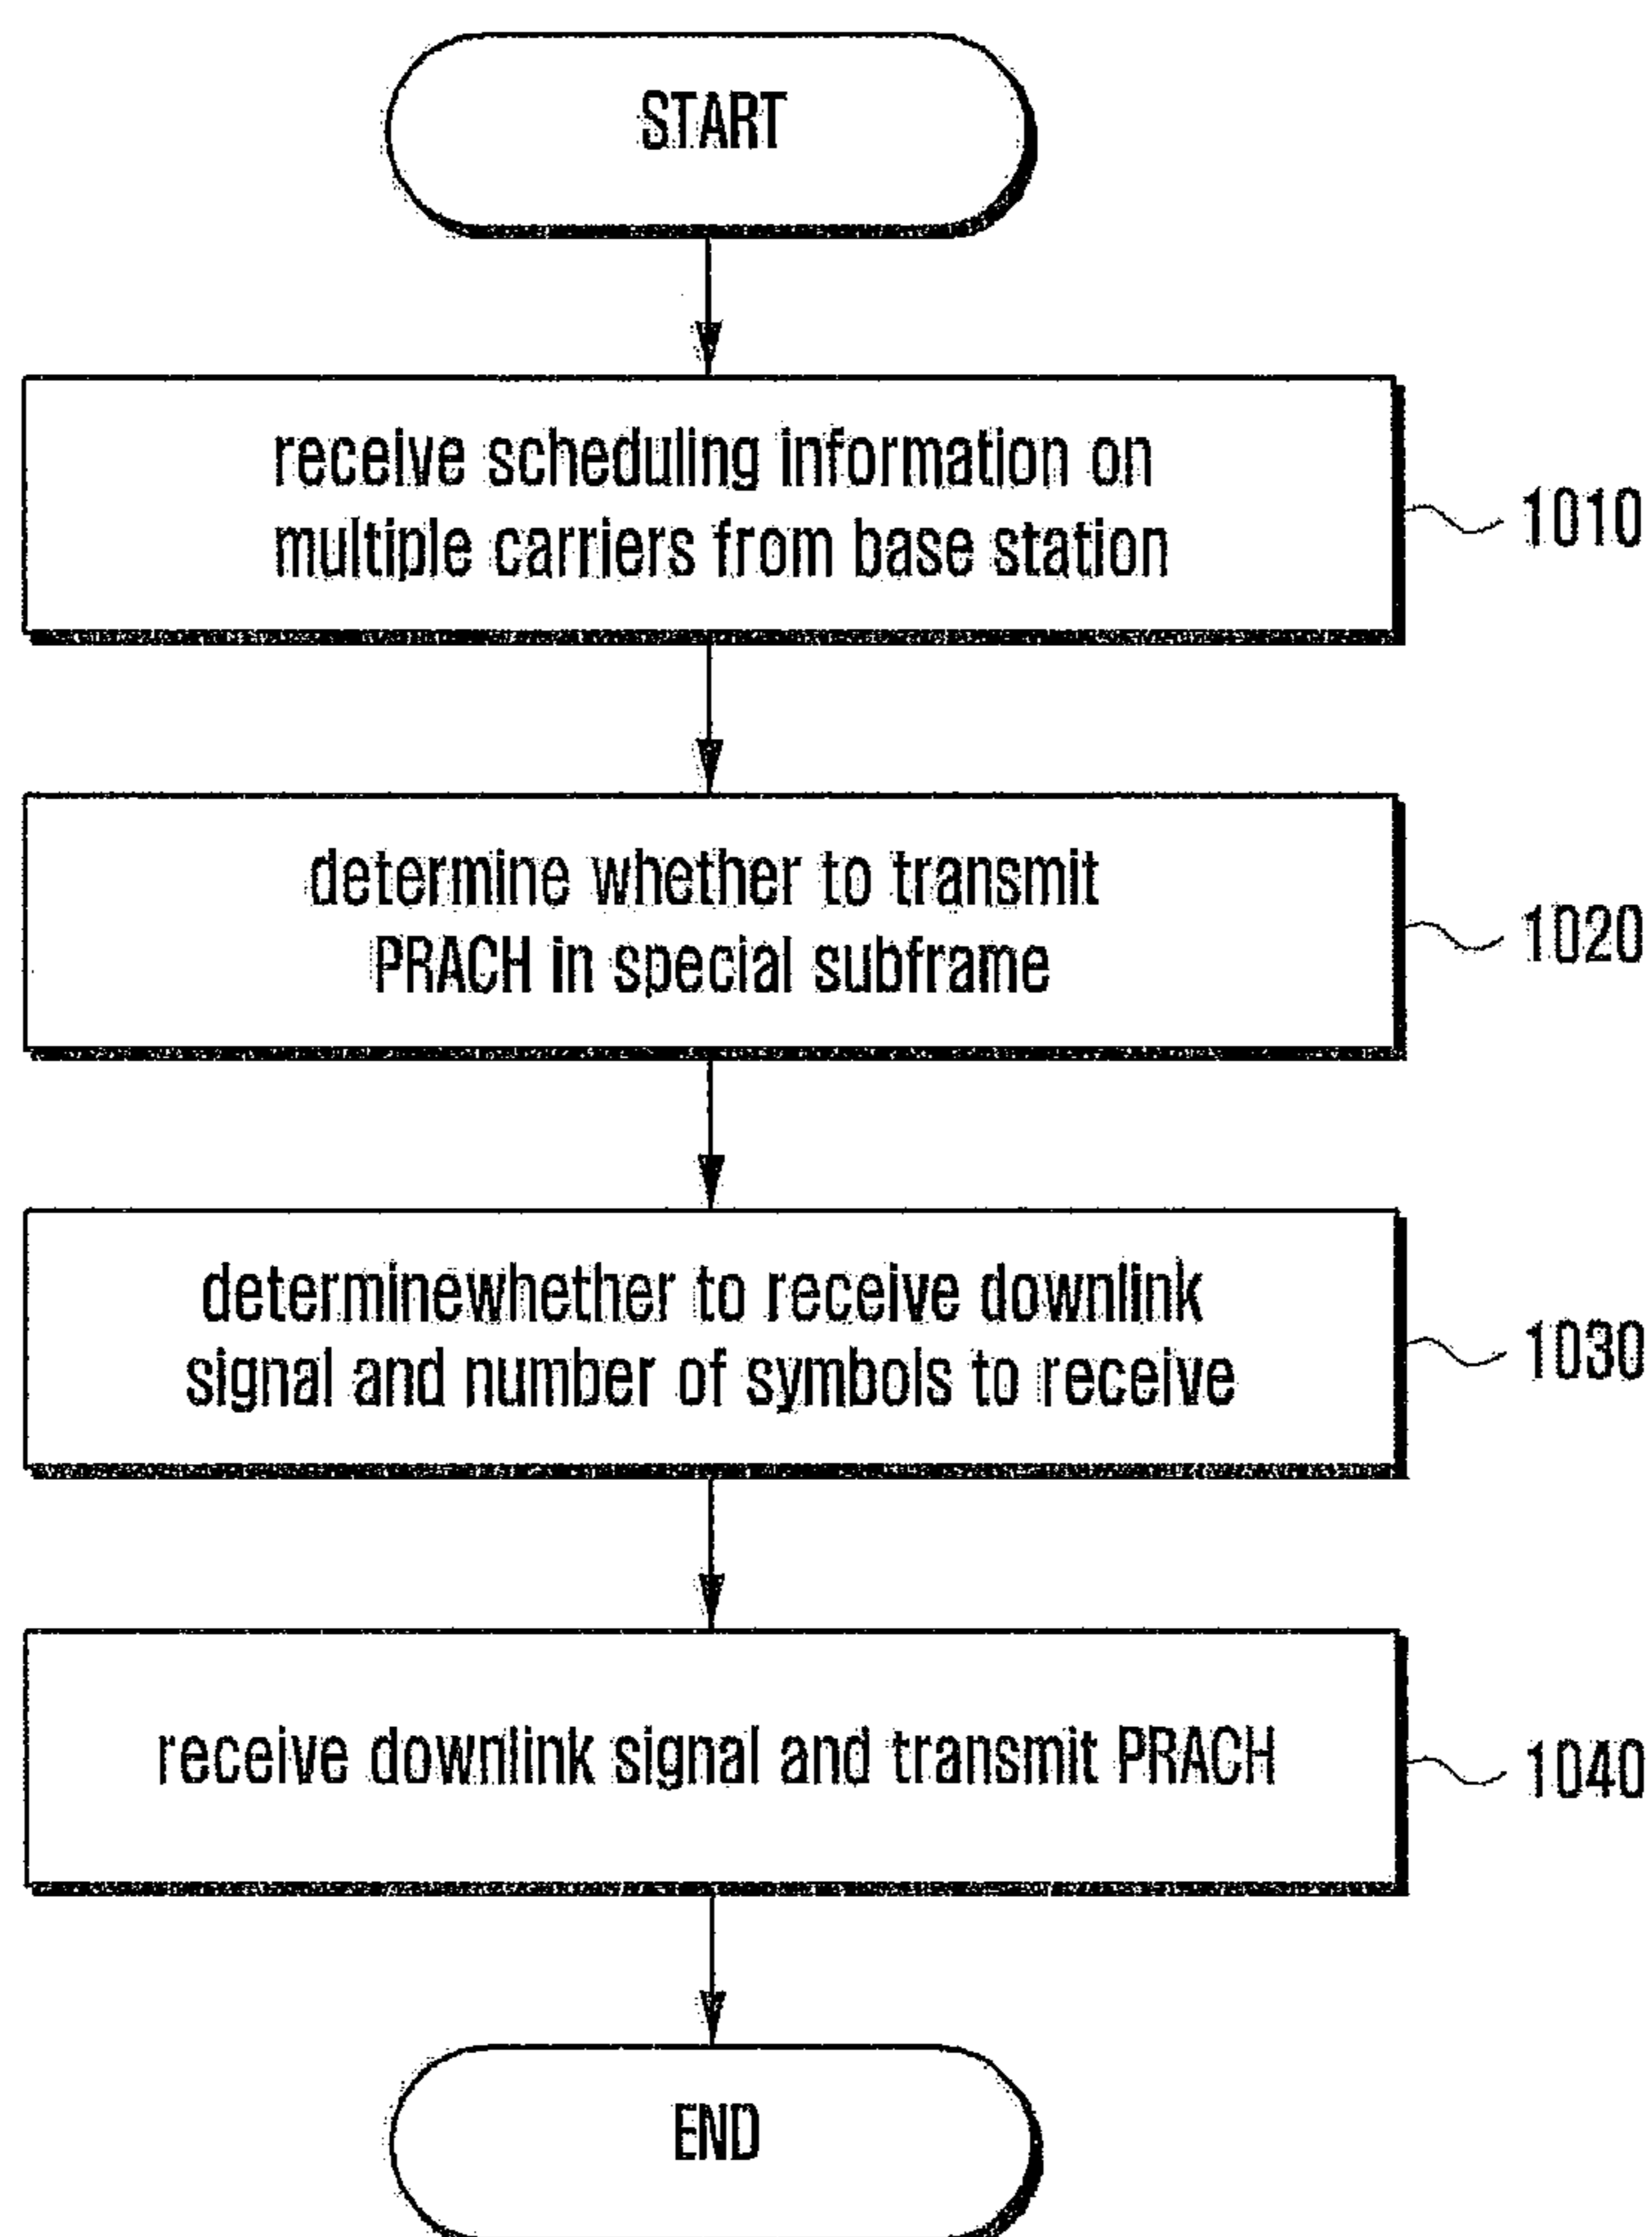 START
receive scheduling information on
multiple carriers from base station
1010
determine whether to transmit
PRACH in special subframe
1020
determinewhether to receive downlink
signal and number of symbols to receive
1030
receive downlink signal and transmit PRACH
1040
END